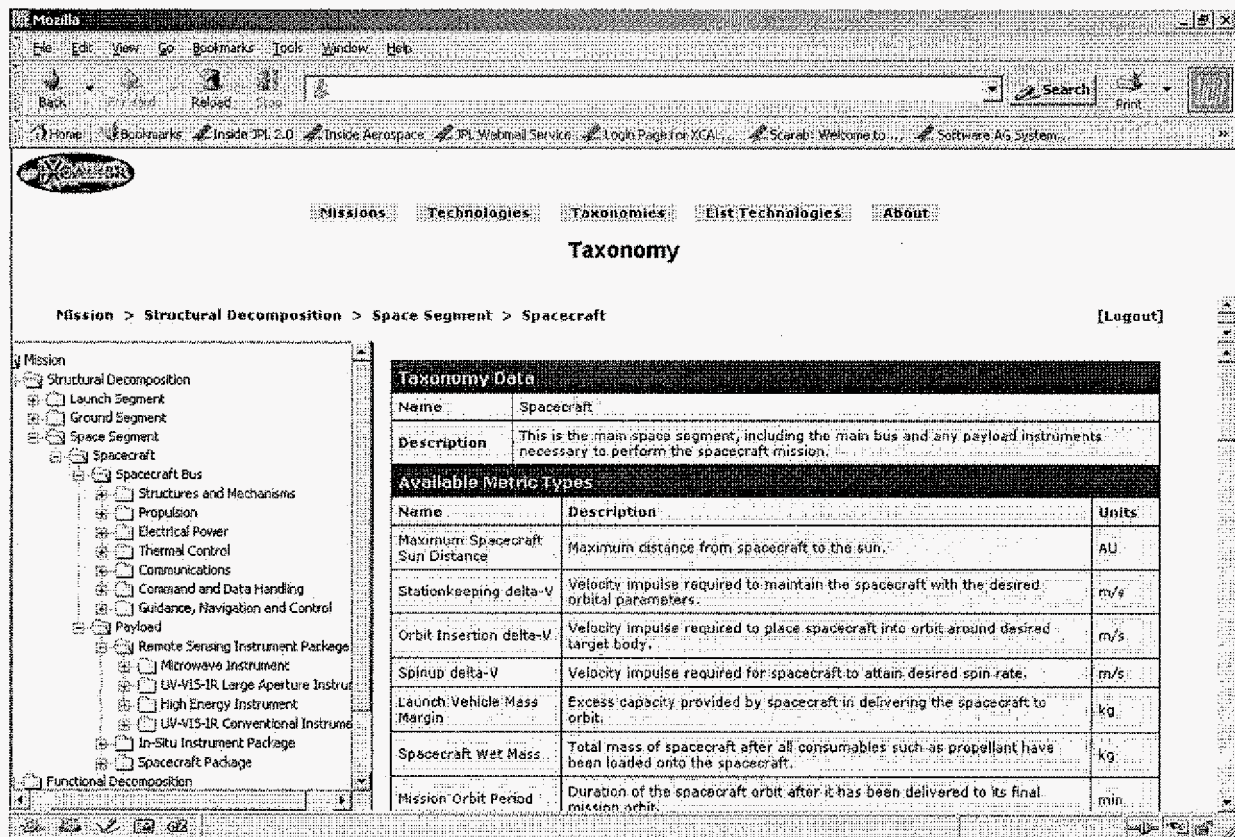 Mozilla
File Edit View Go Bookmarks Tools Window Help
Back Reload Stop Search Print
Home Bookmarks Inside JPL 2.0 Inside Aerospace JPL Webmail Service Login Page for XCAL... Scarab: Welcome to ... Software AG System...
Missions Technologies Taxonomies List Technologies About
Taxonomy
Mission > Structural Decomposition > Space Segment > Spacecraft [Logout]
Mission
Structural Decomposition
Launch Segment
Ground Segment
Space Segment
Spacecraft
Spacecraft Bus
Structures and Mechanisms
Propulsion
Electrical Power
Thermal Control
Communications
Command and Data Handling
Guidance, Navigation and Control
Payload
Remote Sensing Instrument Package
Microwave Instrument
UV-VIS-IR Large Aperture Instrum
High Energy Instrument
UV-VIS-IR Conventional Instrume
In-Situ Instrument Package
Spacecraft Package
Functional Decomposition
Taxonomy Data
Name Spacecraft
Description This is the main space segment, including the main bus and any payload instruments
necessary to perform the spacecraft mission.
Available Metric Types
Name Description Units
Maximum Spacecraft
Sun Distance Maximum distance from spacecraft to the sun. AU
Stationkeeping delta-V Velocity impulse required to maintain the spacecraft with the desired
orbital parameters. m/s
Orbit Insertion delta-V Velocity impulse required to place spacecraft into orbit around desired
target body. m/s
Spinup delta-V Velocity impulse required for spacecraft to attain desired spin rate. m/s
Launch Vehicle Mass
Margin Excess capacity provided by spacecraft in delivering the spacecraft to
orbit. kg
Spacecraft Wet Mass Total mass of spacecraft after all consumables such as propellant have
been loaded onto the spacecraft. kg
Mission Orbit Period Duration of the spacecraft orbit after it has been delivered to its final
mission orbit. min